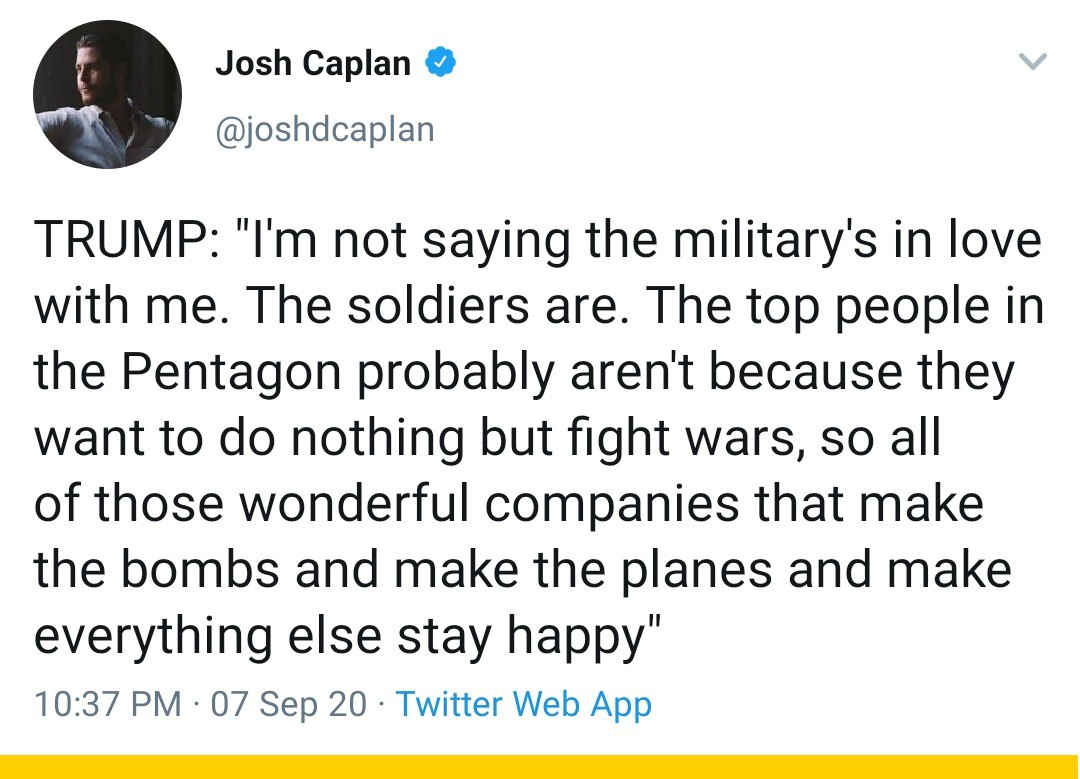 Josh Caplan
@joshdcaplan
TRUMP: "I'm not saying the military's in love
with me. The soldiers are. The top people in
the Pentagon probably aren't because they
want to do nothing but fight wars, so all
of those wonderful companies that make
the bombs and make the planes and make
everything else stay happy"
10:37 PM · 07 Sep 20 · Twitter Web App